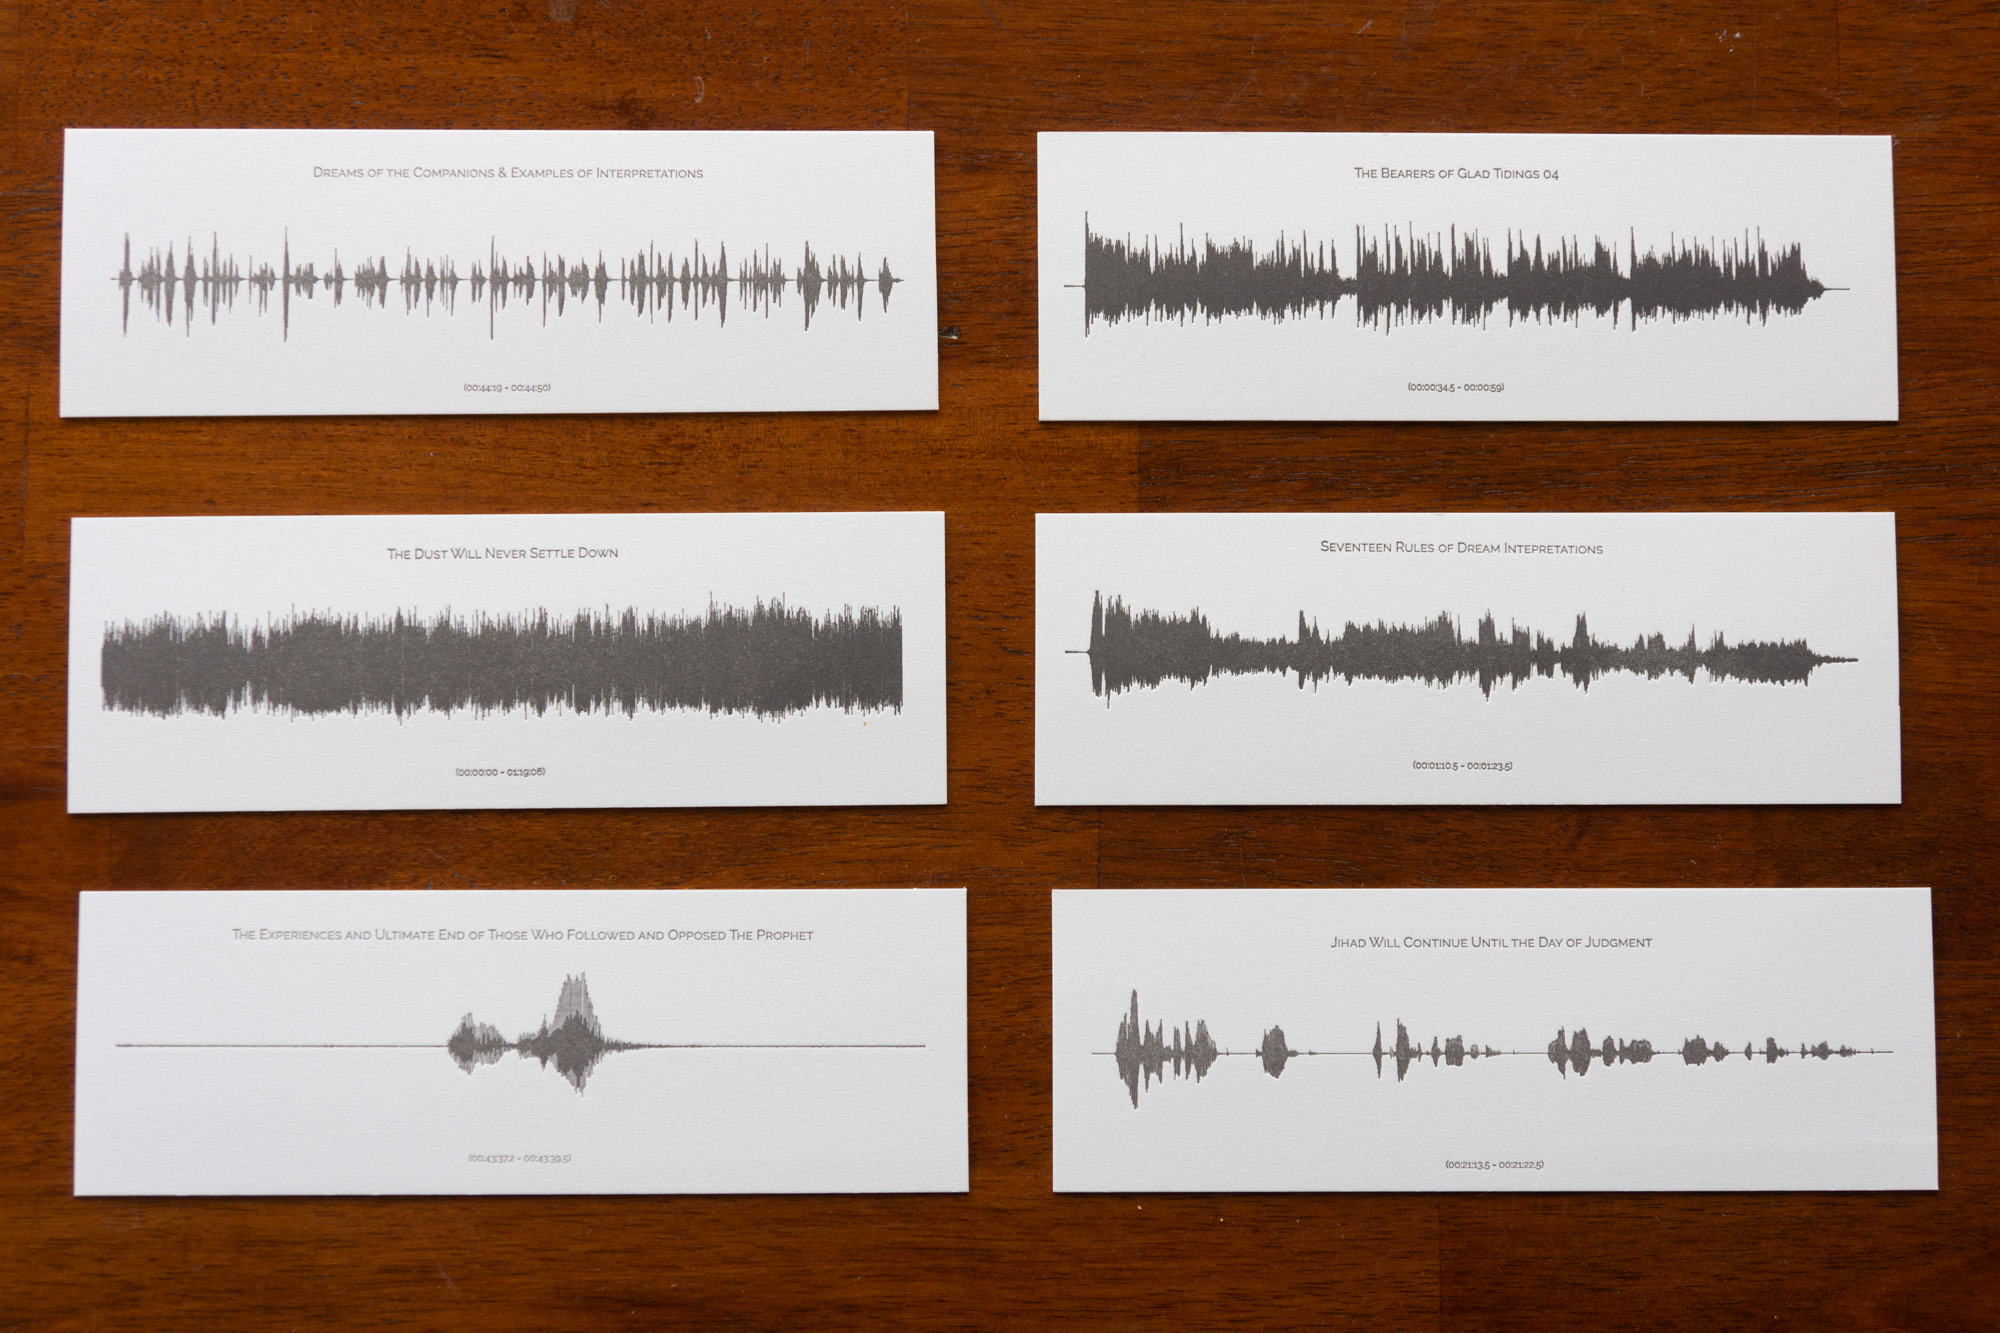 DREAMS OF THE COMPANIONS & EXAMPLES OF INTERPRETATIONS
(00:44:19 - 00:44:50)
THE BEARERS OF GLAD TIDINGS 04
(00:00:34.5 - 00:00:59)
THE DUST WILL NEVER SETTLE DOWN
(00:00:00 - 01:19:06)
SEVENTEEN RULES OF DREAM INTEPRETATIONS
(00:01:10.5 - 00:01:23.5)
THE EXPERIENCES AND ULTIMATE END OF THOSE WHO FOLLOWED AND OPPOSED THE PROPHET
(00:43:37.2 - 00:43:39.5)
JIHAD WILL CONTINUE UNTIL THE DAY OF JUDGMENT
(00:21:13.5 - 00:21:22.5)